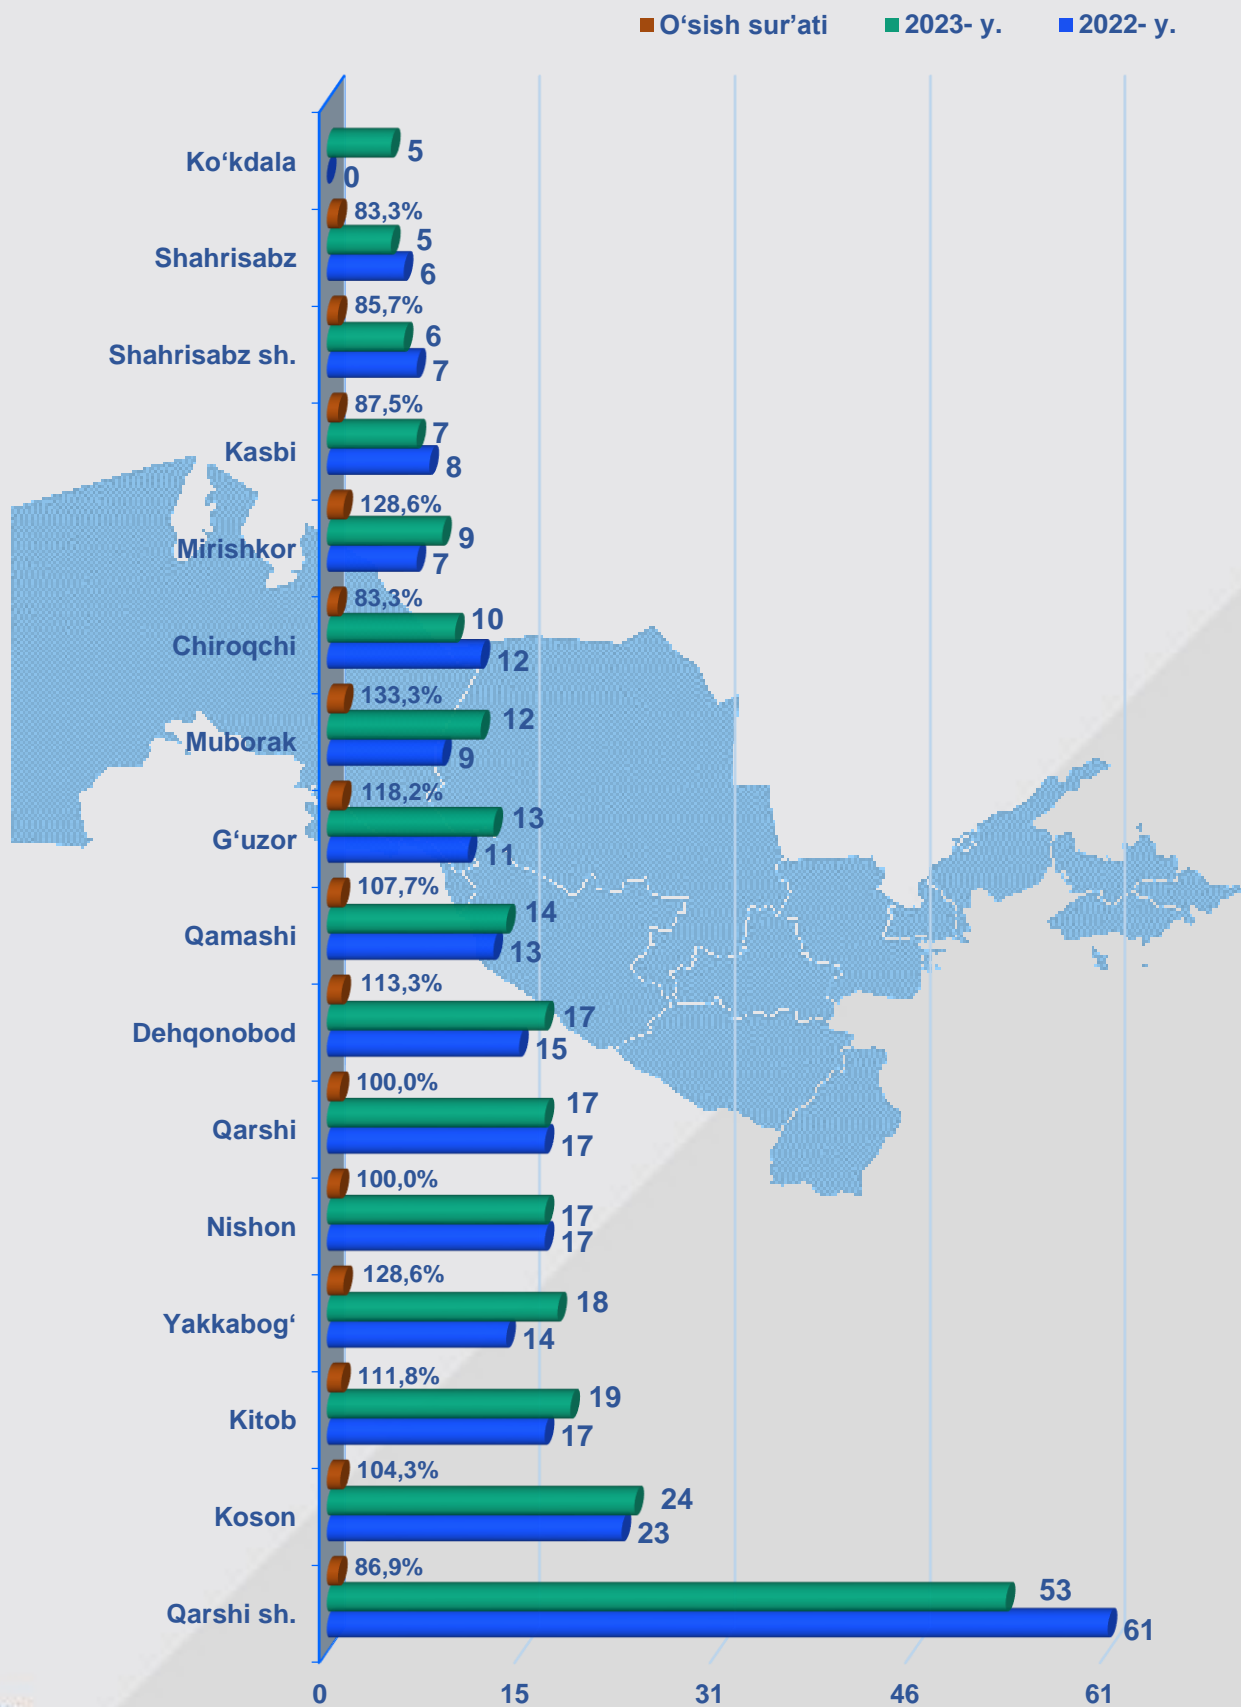 O‘sish sur’ati 2023- y. 2022- y.
Ko‘kdala 5
0
83,3%
Shahrisabz 5
6
85,7%
Shahrisabz sh. 6
7
87,5%
Kasbi 7
8
128,6%
Mirishkor 9
7
83,3%
Chiroqchi 10
12
133,3%
Muborak 12
9
118,2%
G‘uzor 13
11
107,7%
Qamashi 14
13
113,3%
Dehqonobod 17
15
100,0%
Qarshi 17
17
100,0%
Nishon 17
17
128,6%
Yakkabog‘ 18
14
111,8%
Kitob 19
17
104,3%
Koson 24
23
86,9%
Qarshi sh. 53
61
0 15 31 46 61